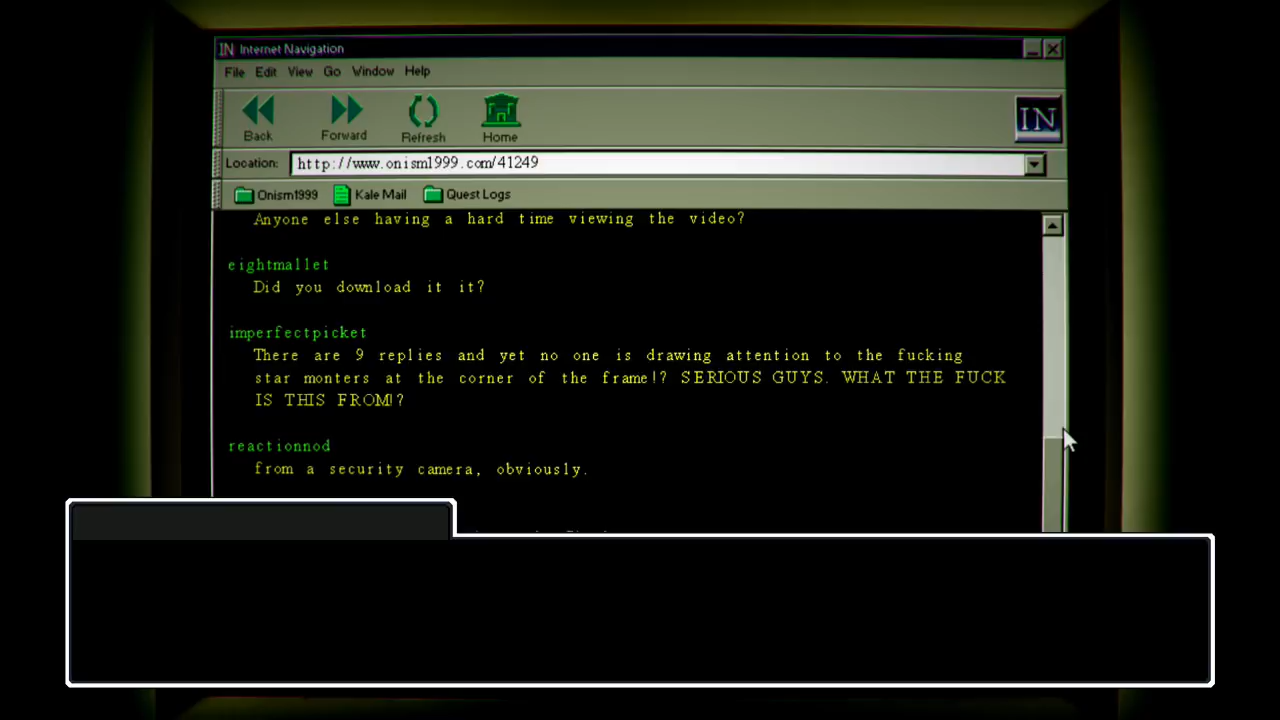 IN Internet Navigation
File Edit View Go Window Help
Back Forward Refresh Home
IN
Location: http://www.onism1999.com/41249
Onism1999 Kale Mail Quest Logs
Anyone else having a hard time viewing the video?
eightmallet
Did you download it it?
imperfectpicket
There are 9 replies and yet no one is drawing attention to the fucking
star monters at the corner of the frame!? SERIOUS GUYS. WHAT THE FUCK
IS THIS FROM!?
reactionnod
from a security camera, obviously.